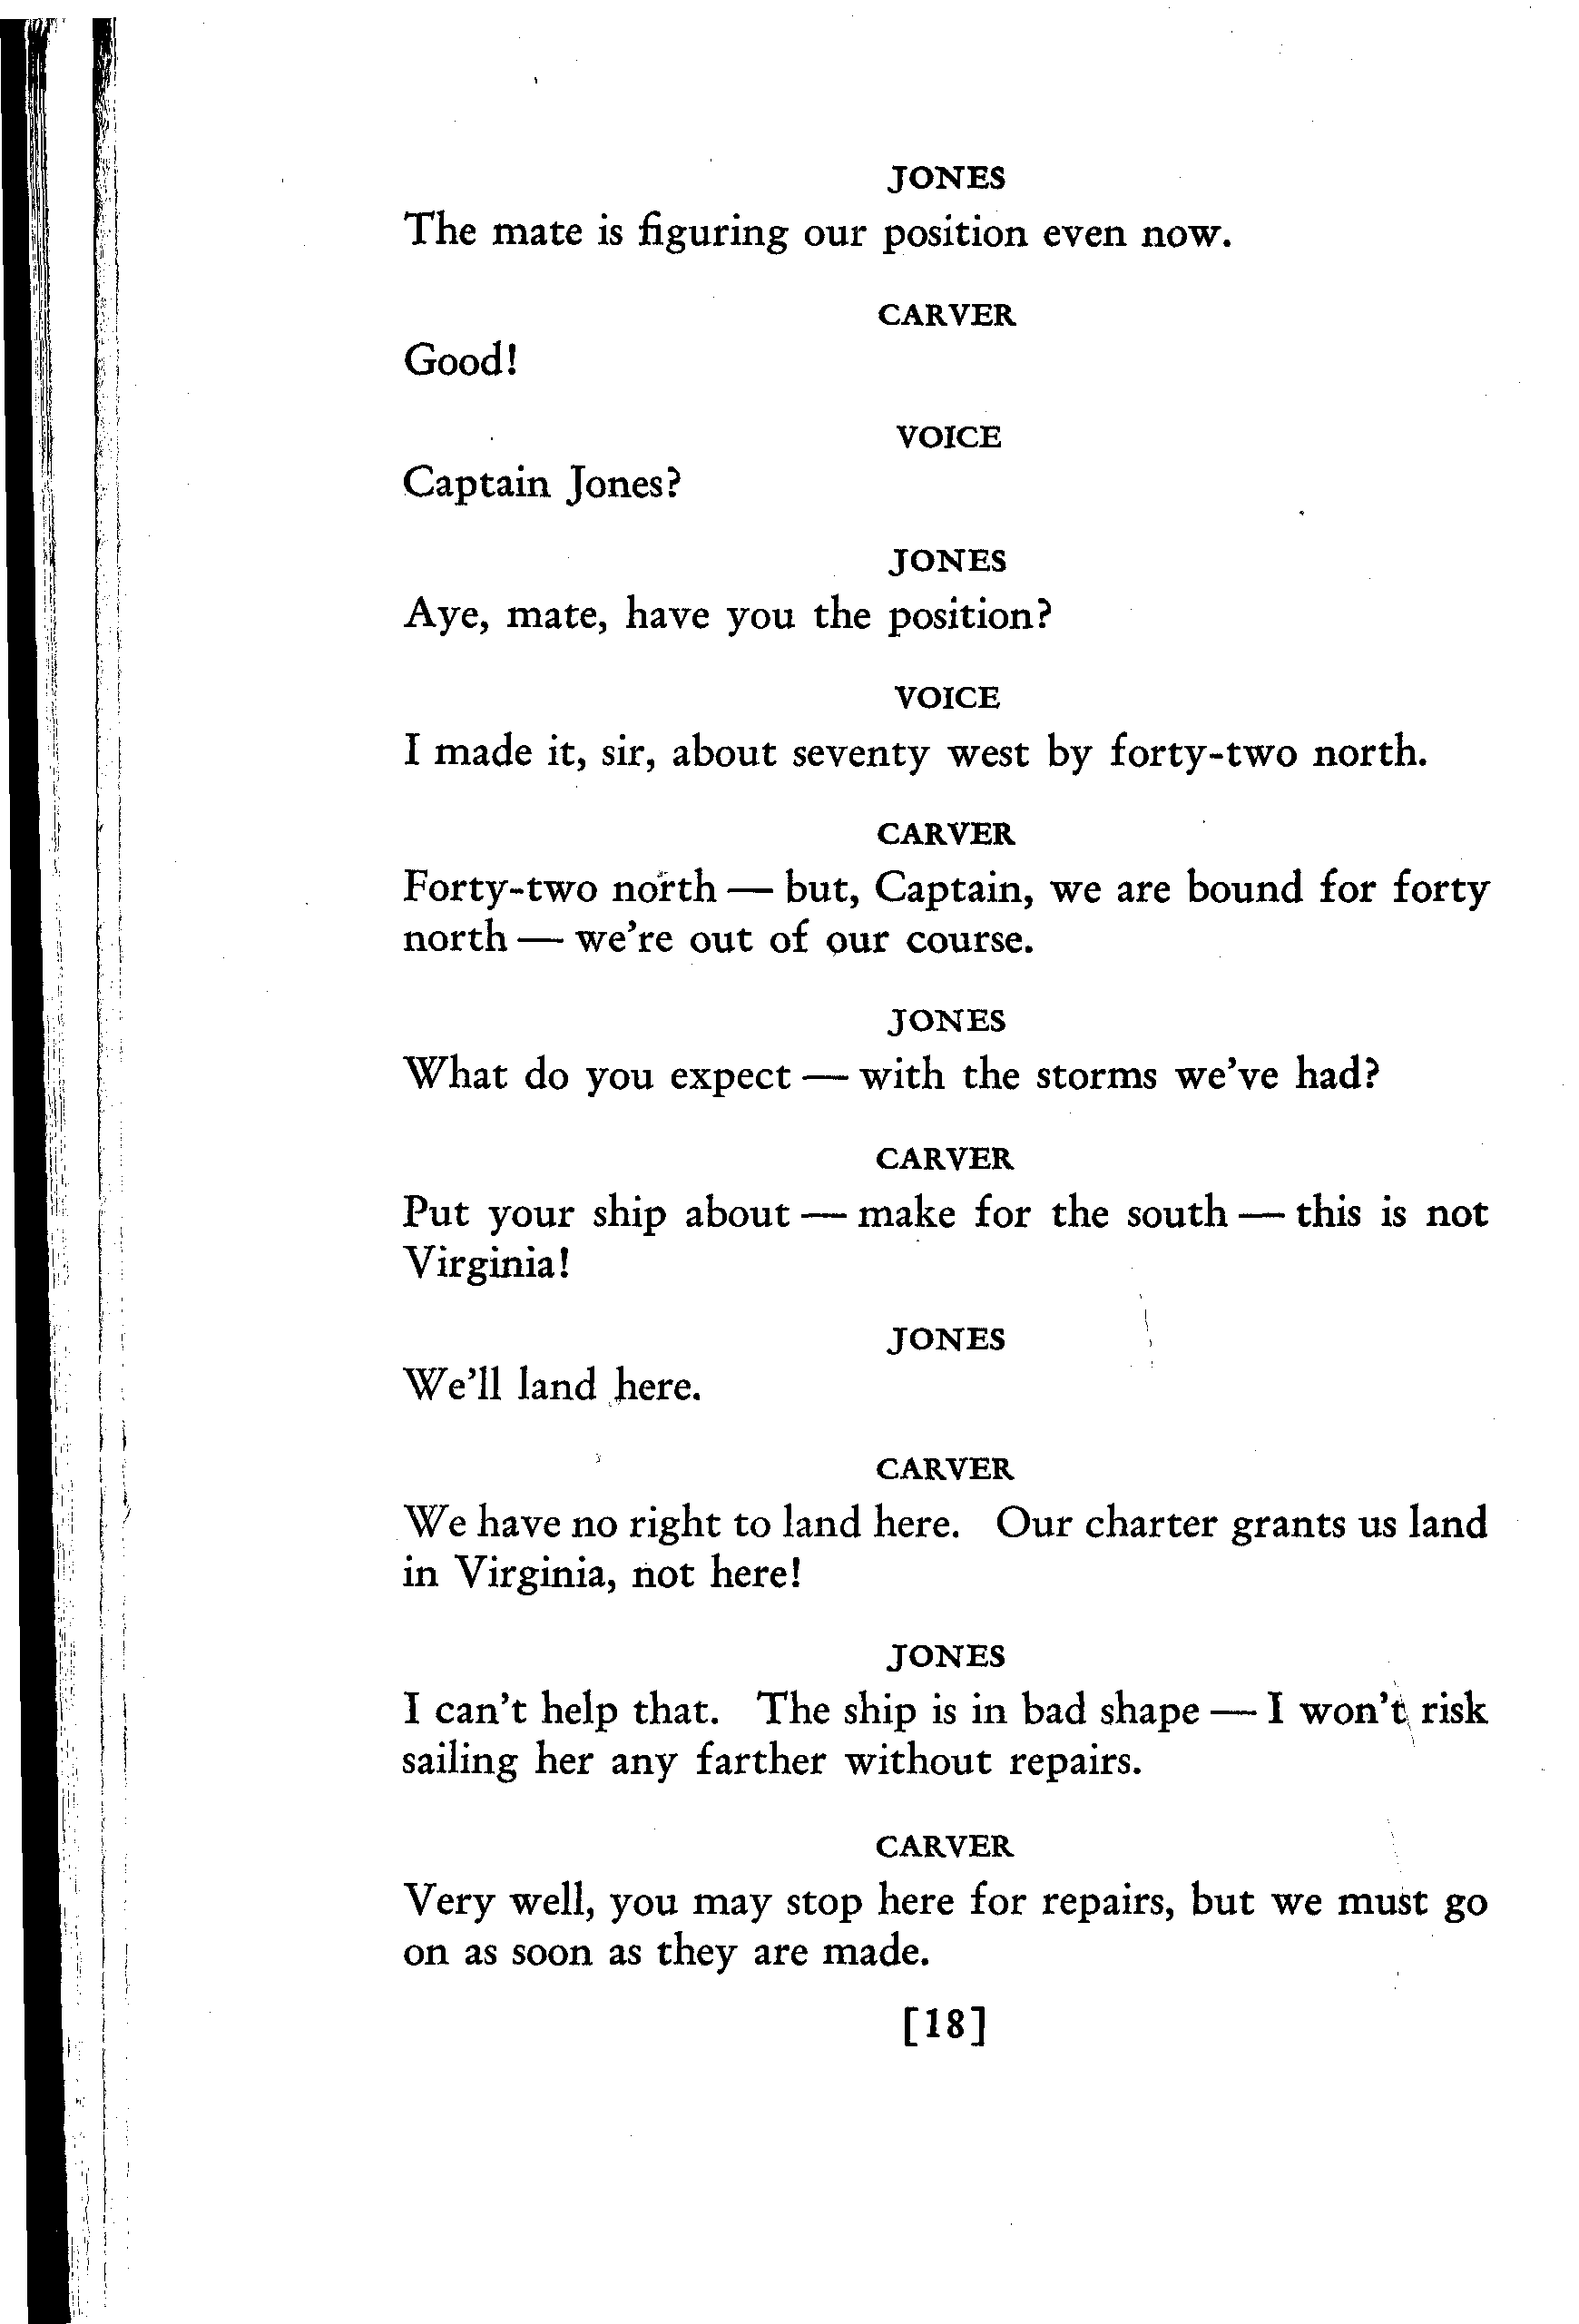 JONES
The mate is figuring our position even now.
CARVER
Good!
VOICE
Captain Jones?
JONES
Aye, mate, have you the position?
VOICE
I made it, sir, about seventy west by forty-two north.
CARVER
Forty-two north — but, Captain, we are bound for forty
north — we're out of our course.
JONES
What do you expect — with the storms we've had?
CARVER
Put your ship about — make for the south — this is not
Virginia!
JONES
We'll land here.
CARVER
We have no right to land here. Our charter grants us land
in Virginia, not here!
JONES
I can't help that. The ship is in bad shape — I won't risk
sailing her any farther without repairs.
CARVER
Very well, you may stop here for repairs, but we must go
on as soon as they are made.
[18]